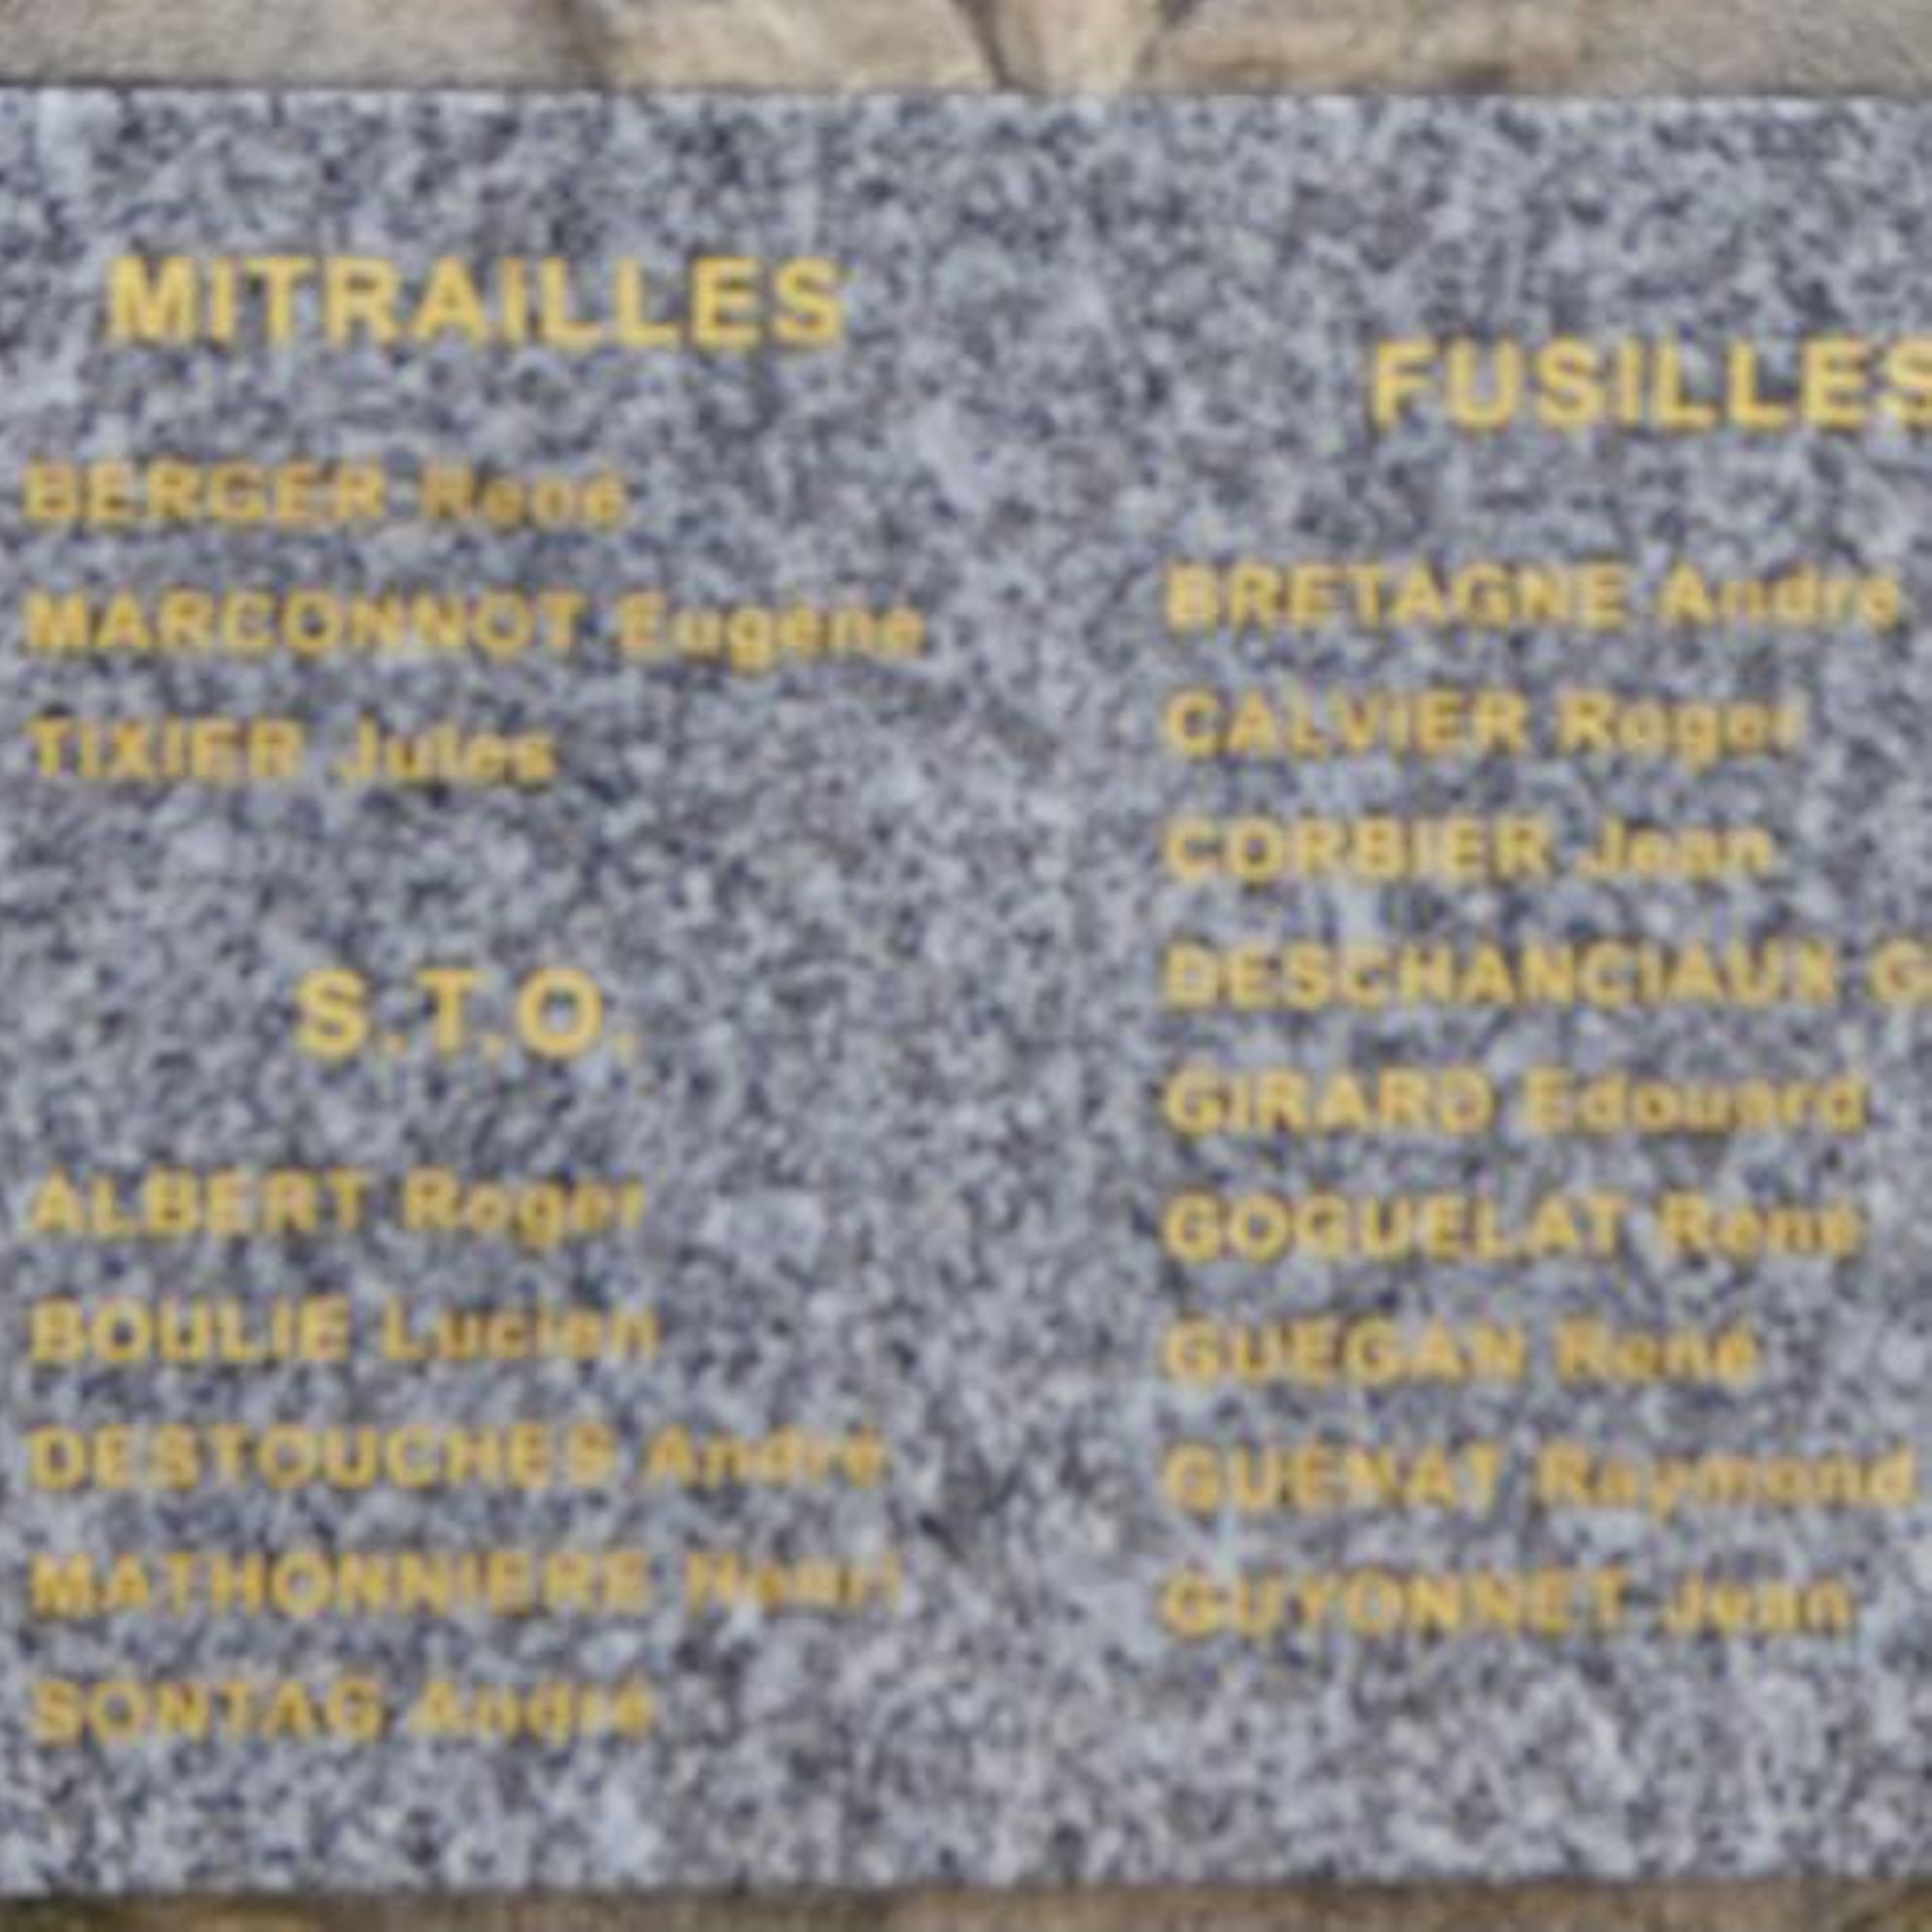 MITRAILLES
BERGER René
MARCONNOT Eugène
TIXIER Jules
S.T.O.
ALBERT Roger
BOULIE Lucien
DESTOUCHES André
MATHONNIERE Henri
SONTAG André
FUSILLES
BRETAGNE André
CALVIER Roger
CORBIER Jean
DESCHANCIAUX G
GIRARD Edouard
GOGUELAT René
GUEGAN René
GUENAT Raymond
GUYONNET Jean